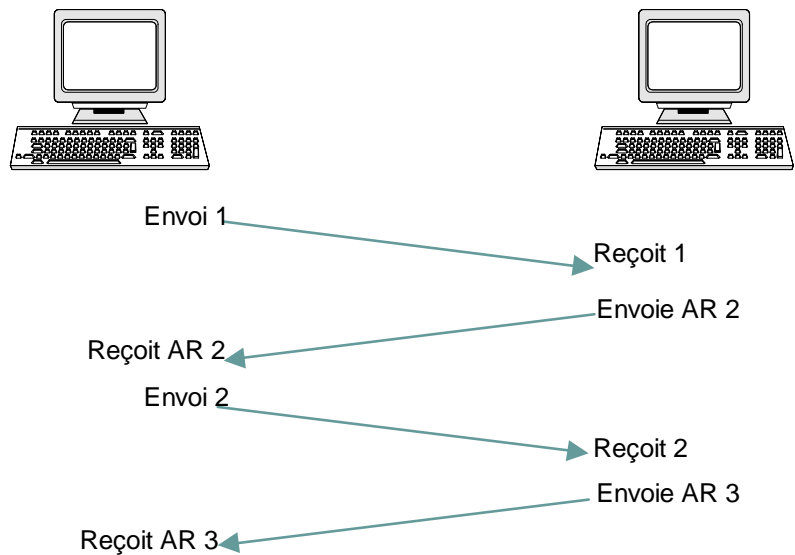 Envoi 1
Reçoit 1
Envoie AR 2
Reçoit AR 2
Envoi 2
Reçoit 2
Envoie AR 3
Reçoit AR 3